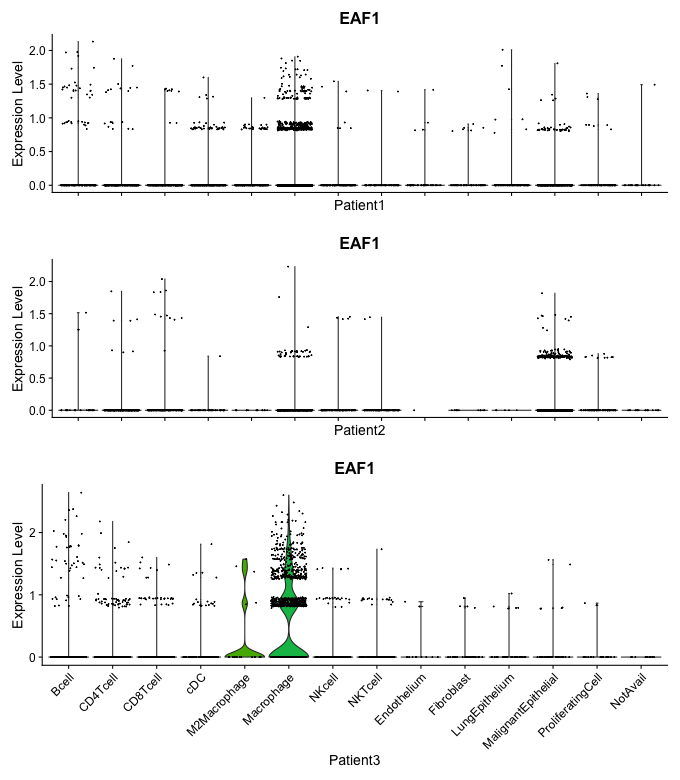 EAF1
Expression Level
2.0
1.5
1.0
0.5
0.0
Patient1
EAF1
Expression Level
2.0
1.5
1.0
0.5
0.0
Patient2
EAF1
Expression Level
2
1
0
Bcell
CD4Tcell
CD8Tcell
cDC
M2Macrophage
Macrophage
NKcell
NKTcell
Endothelium
Fibroblast
LungEpithelium
MalignantEpithelial
ProliferatingCell
NotAvail
Patient3